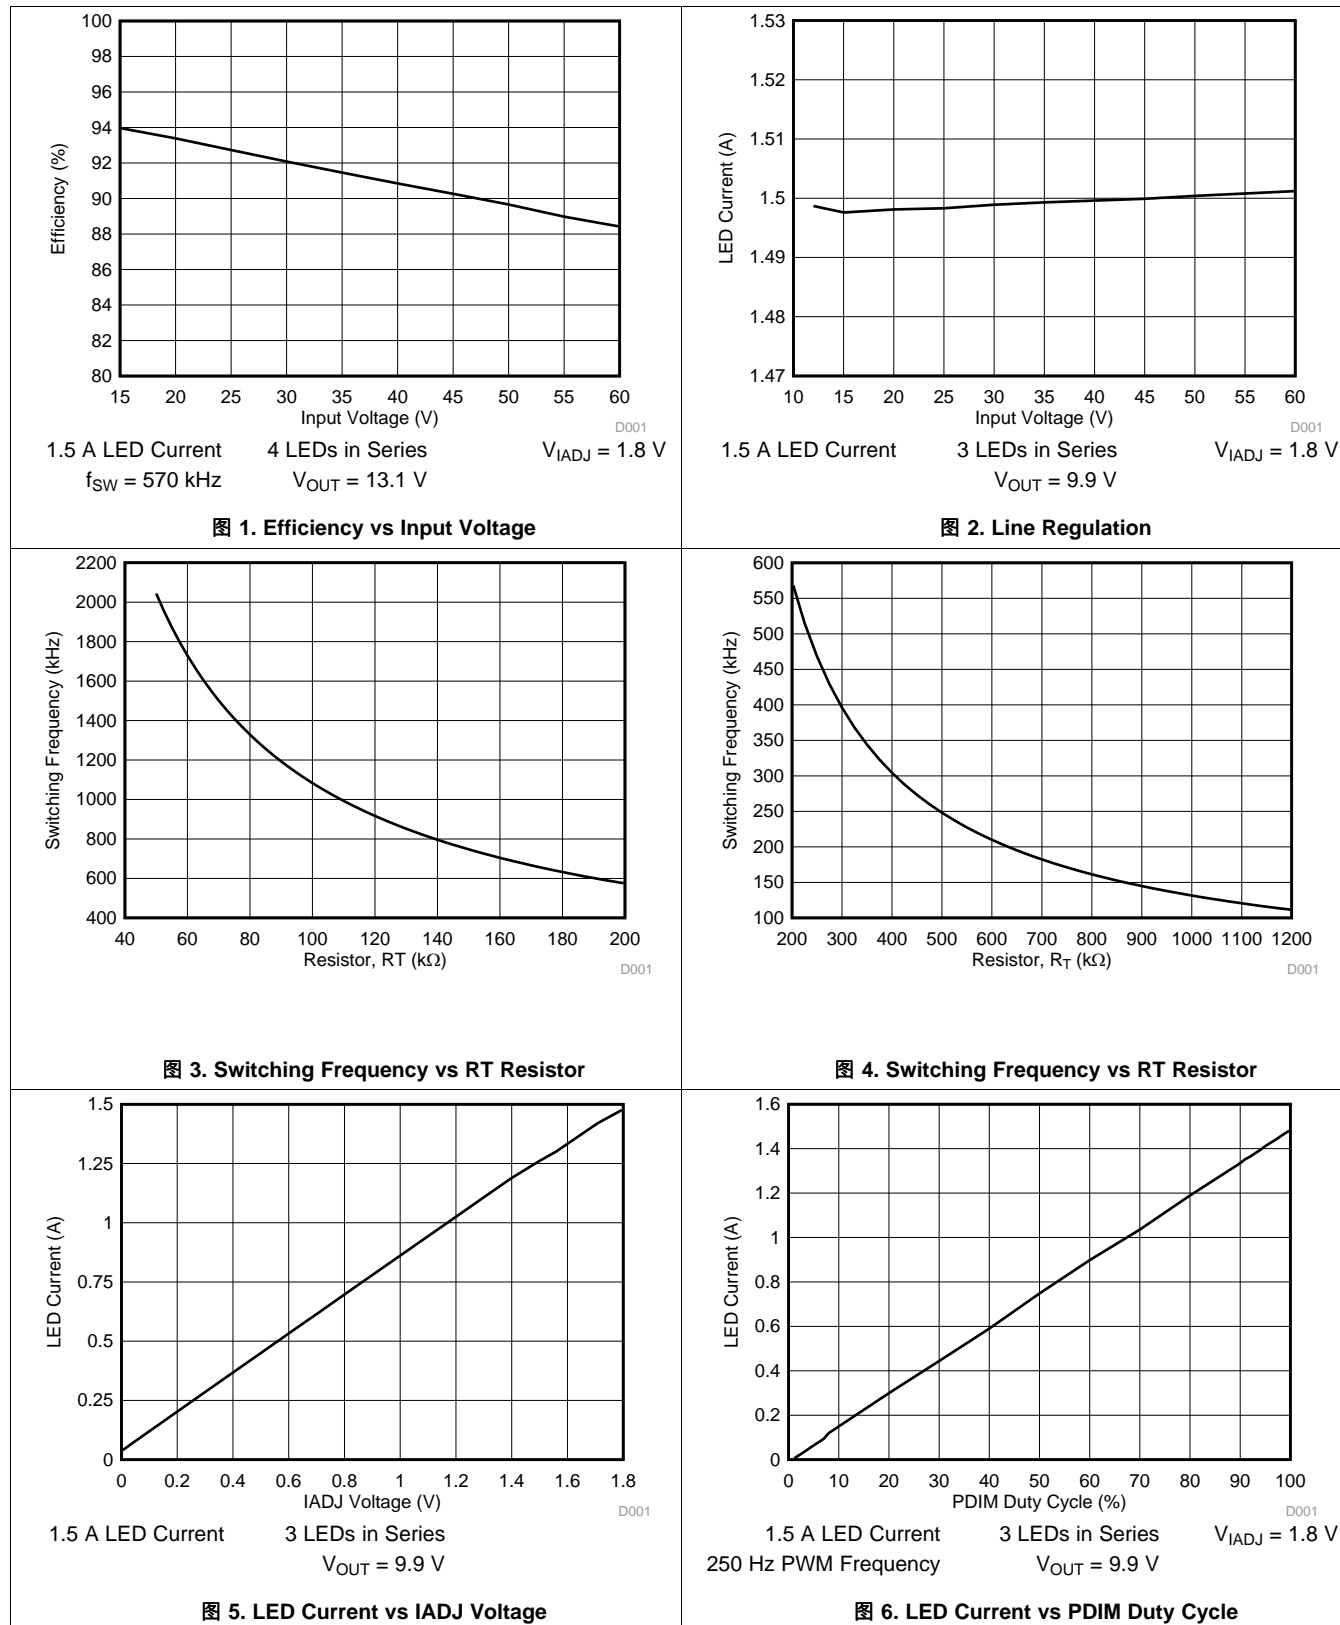 100
98
96
94
92
90
88
86
84
82
80
Efficiency (%)
15 20 25 30 35 40 45 50 55 60
Input Voltage (V)
D001
1.5 A LED Current 4 LEDs in Series V_IADJ = 1.8 V
f_SW = 570 kHz V_OUT = 13.1 V
图 1. Efficiency vs Input Voltage
1.53
1.52
1.51
1.5
1.49
1.48
1.47
LED Current (A)
10 15 20 25 30 35 40 45 50 55 60
Input Voltage (V)
D001
1.5 A LED Current 3 LEDs in Series V_IADJ = 1.8 V
V_OUT = 9.9 V
图 2. Line Regulation
2200
2000
1800
1600
1400
1200
1000
800
600
400
Switching Frequency (kHz)
40 60 80 100 120 140 160 180 200
Resistor, RT (kΩ)
D001
图 3. Switching Frequency vs RT Resistor
600
550
500
450
400
350
300
250
200
150
100
Switching Frequency (kHz)
200 300 400 500 600 700 800 900 1000 1100 1200
Resistor, R_T (kΩ)
D001
图 4. Switching Frequency vs RT Resistor
1.5
1.25
1
0.75
0.5
0.25
0
LED Current (A)
0 0.2 0.4 0.6 0.8 1 1.2 1.4 1.6 1.8
IADJ Voltage (V)
D001
1.5 A LED Current 3 LEDs in Series
V_OUT = 9.9 V
图 5. LED Current vs IADJ Voltage
1.6
1.4
1.2
1
0.8
0.6
0.4
0.2
0
LED Current (A)
0 10 20 30 40 50 60 70 80 90 100
PDIM Duty Cycle (%)
D001
1.5 A LED Current 3 LEDs in Series V_IADJ = 1.8 V
250 Hz PWM Frequency V_OUT = 9.9 V
图 6. LED Current vs PDIM Duty Cycle